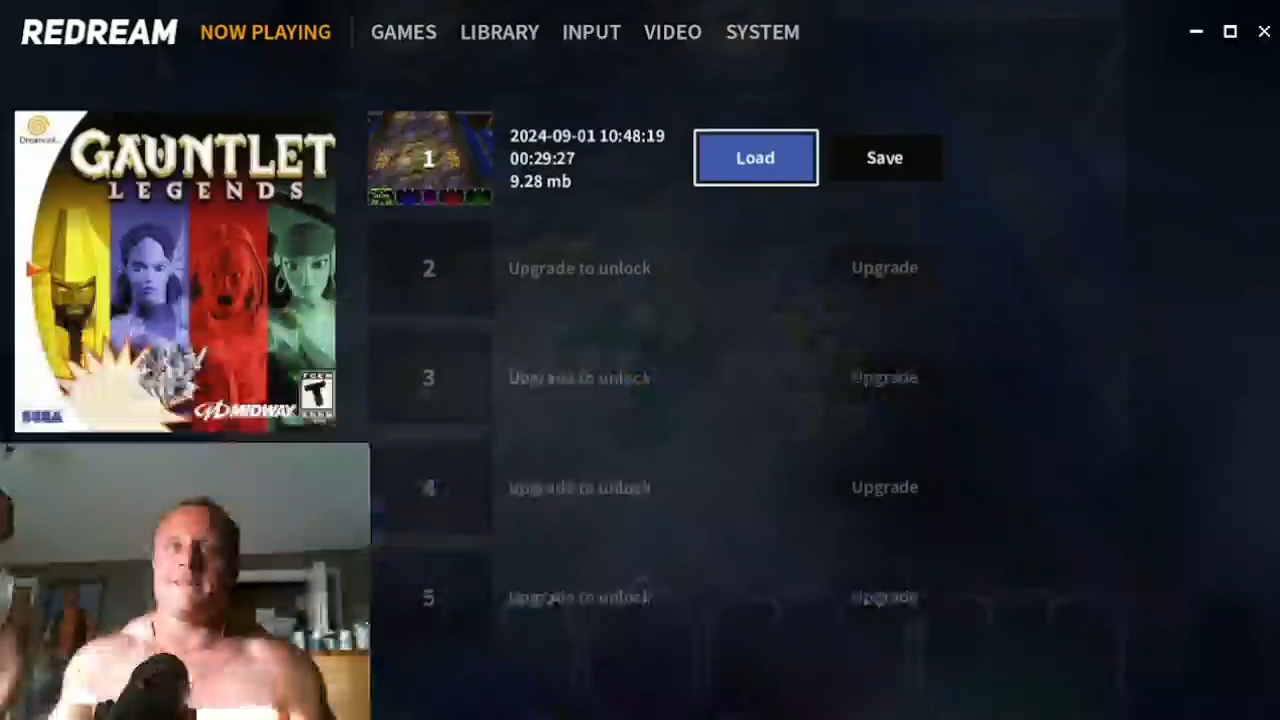 REDREAM NOW PLAYING GAMES LIBRARY INPUT VIDEO SYSTEM
Dreamcast
GAUNTLET
LEGENDS
SEGA
MIDWAY
TEEN
T
1
2024-09-01 10:48:19
00:29:27
9.28 mb
Load
Save
2 Upgrade to unlock Upgrade
3 Upgrade to unlock Upgrade
4 Upgrade to unlock Upgrade
5 Upgrade to unlock Upgrade